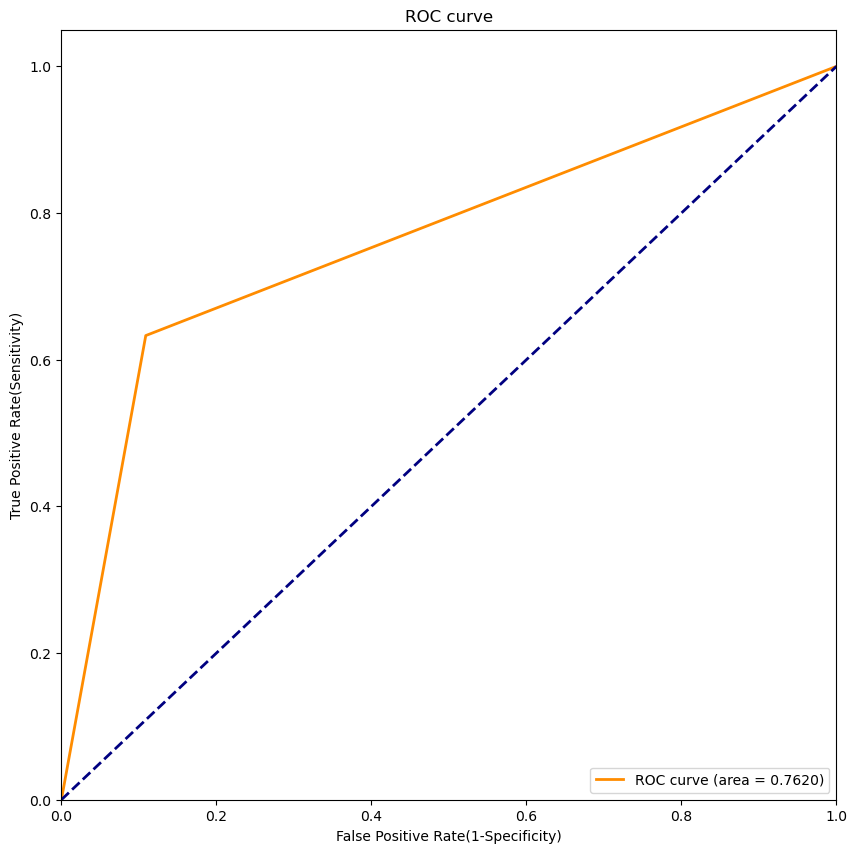 ROC curve
1.0
0.8
0.6
0.4
0.2
0.0
True Positive Rate(Sensitivity)
ROC curve (area = 0.7620)
0.0 0.2 0.4 0.6 0.8 1.0
False Positive Rate(1-Specificity)